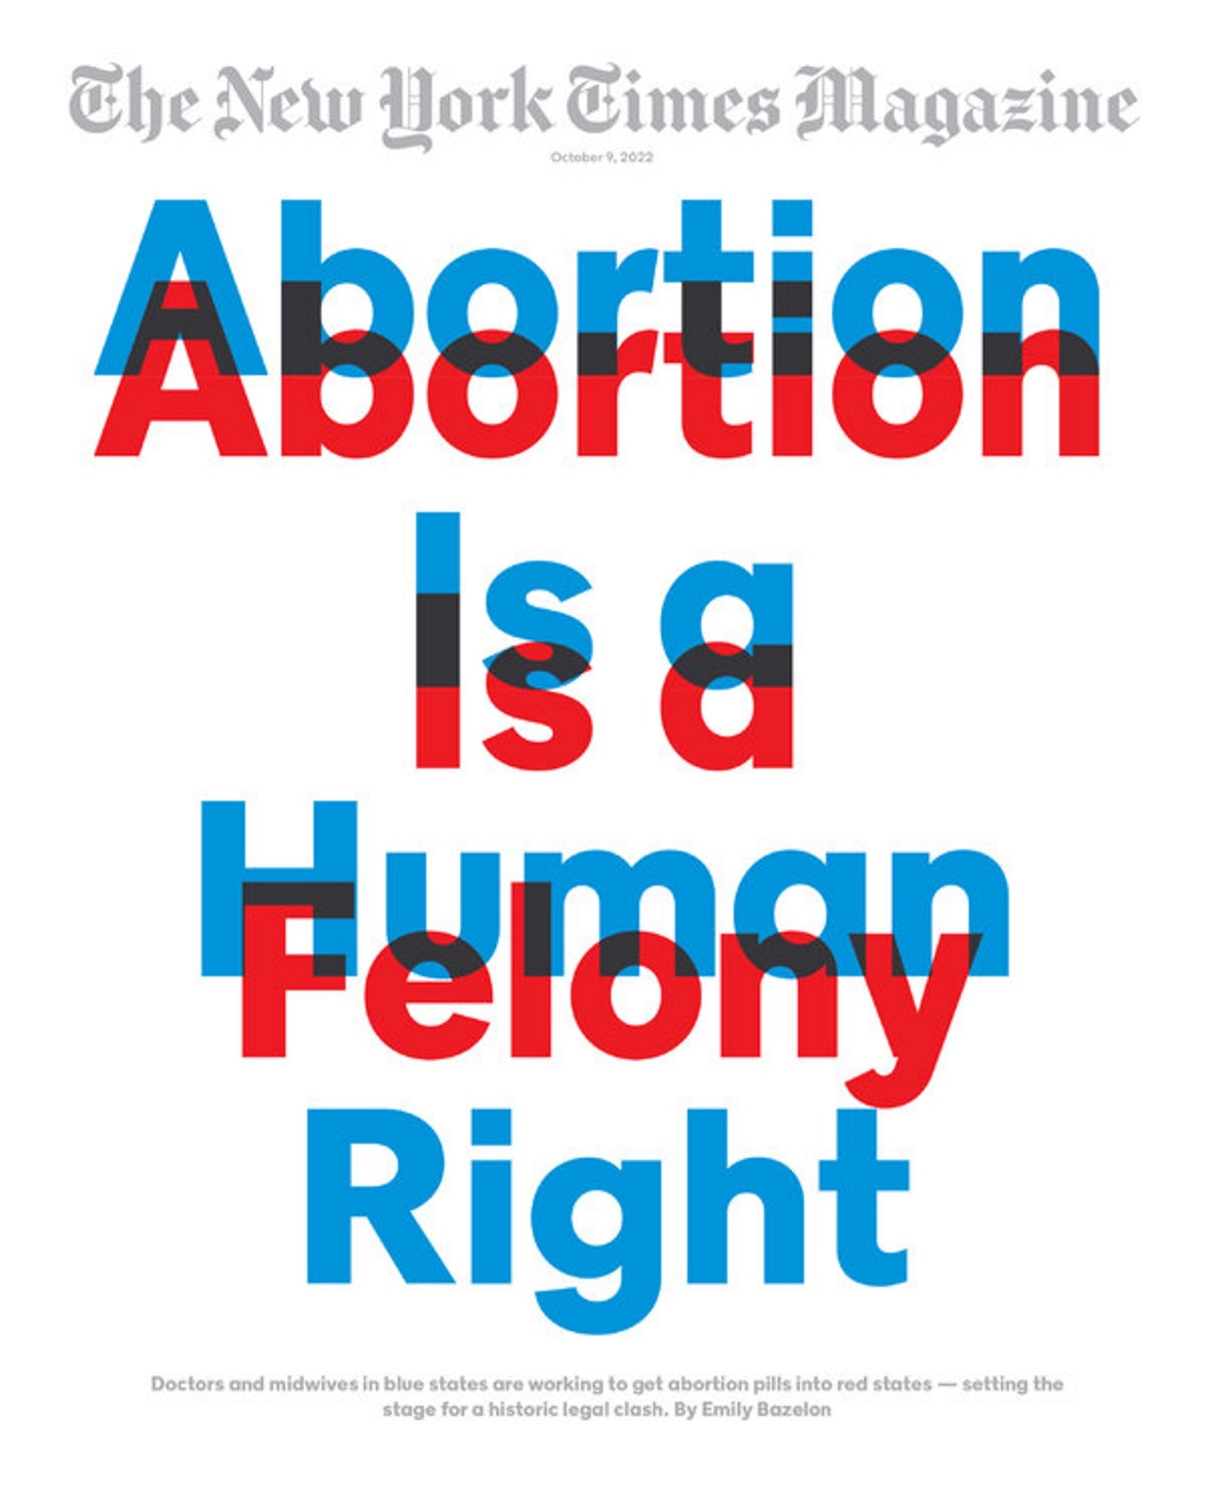 The New York Times Magazine
October 9, 2022
Abortion
Abortion
Is a
Is a
Human
Felony
Right
Doctors and midwives in blue states are working to get abortion pills into red states — setting the
stage for a historic legal clash. By Emily Bazelon